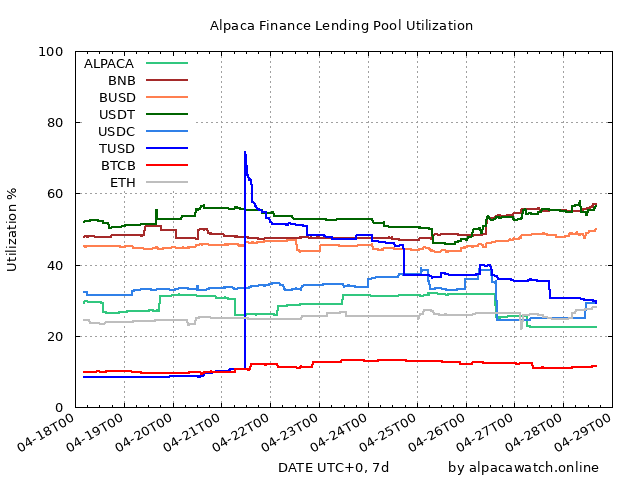 Alpaca Finance Lending Pool Utilization
Utilization %
100
80
60
40
20
0
ALPACA
BNB
BUSD
USDT
USDC
TUSD
BTCB
ETH
04-18T00
04-19T00
04-20T00
04-21T00
04-22T00
04-23T00
04-24T00
04-25T00
04-26T00
04-27T00
04-28T00
04-29T00
DATE UTC+0, 7d
by alpacawatch.online